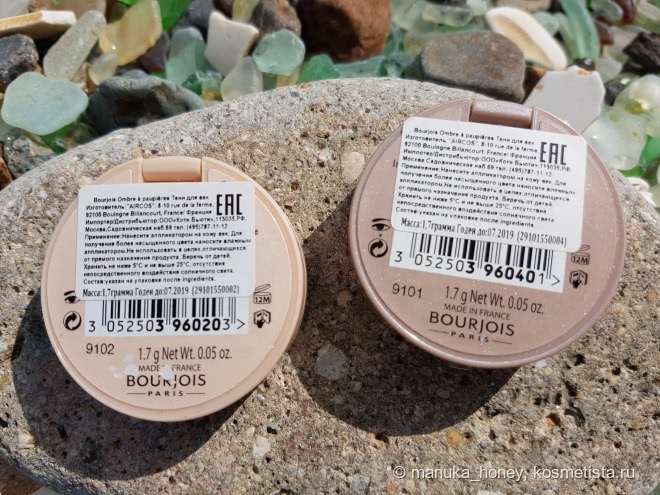 Bourjois Ombre à paupières Тени для век
Изготовитель: "AIRCOS", 8-10 rue de la ferme
92100 Boulogne Billancourt, France/ Франция
Импортер/Дистрибьютор:ООО«Коти Бьюти»,115035,РФ,
Москва,Садовническая наб.69 тел. (495)787-11-12
Применение:Нанесите аппликатором на кожу век. Для
получения более насыщенного цвета наносите влажным
аппликатором.Не использовать в целях,отличающихся
от прямого назначения продукта. Беречь от детей.
Хранить не ниже 5°C и не выше 25°C, отсутствие
непосредственного воздействия солнечного света.
Состав:указан на упаковке после ingredients.
Масса:1,7грамма Годен до:07.2019 (29101550002)
EAC
12M
3 052503 960203
9102
1.7 g Net Wt. 0.05 oz.
MADE IN FRANCE
BOURJOIS
PARIS
Bourjois Ombre à paupières Тени для век
Изготовитель: "AIRCOS", 8-10 rue de la ferme
92100 Boulogne Billancourt, France/ Франция
Импортер/Дистрибьютор:ООО«Коти Бьюти»,115035,РФ,
Москва,Садовническая наб.69 тел. (495)787-11-12
Применение:Нанесите аппликатором на кожу век. Для
получения более насыщенного цвета наносите влажным
аппликатором.Не использовать в целях,отличающихся
от прямого назначения продукта. Беречь от детей.
Хранить не ниже 5°C и не выше 25°C, отсутствие
непосредственного воздействия солнечного света.
Состав:указан на упаковке после ingredients.
Масса:1,7грамма Годен до:07.2019 (29101550004)
EAC
12M
3 052503 960401
9101
1.7 g Net Wt. 0.05 oz.
MADE IN FRANCE
BOURJOIS
PARIS
© manuka_honey, kosmetista.ru